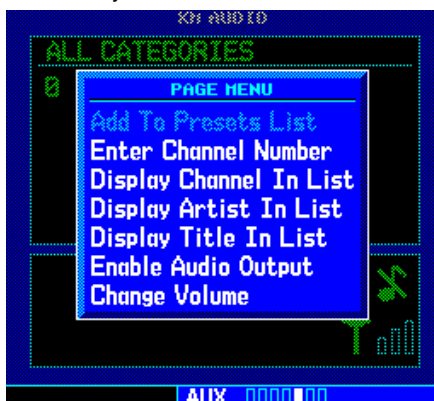 XM AUDIO
ALL CATEGORIES
0
PAGE MENU
Add To Presets List
Enter Channel Number
Display Channel In List
Display Artist In List
Display Title In List
Enable Audio Output
Change Volume
AUX